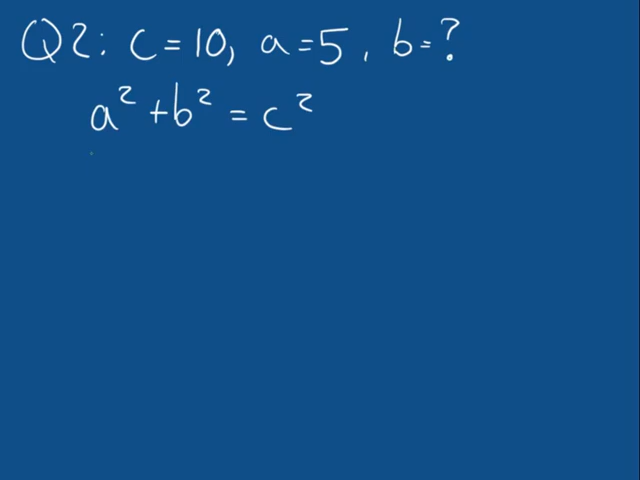 Q2: c = 10, a = 5, b = ?
a² + b² = c²